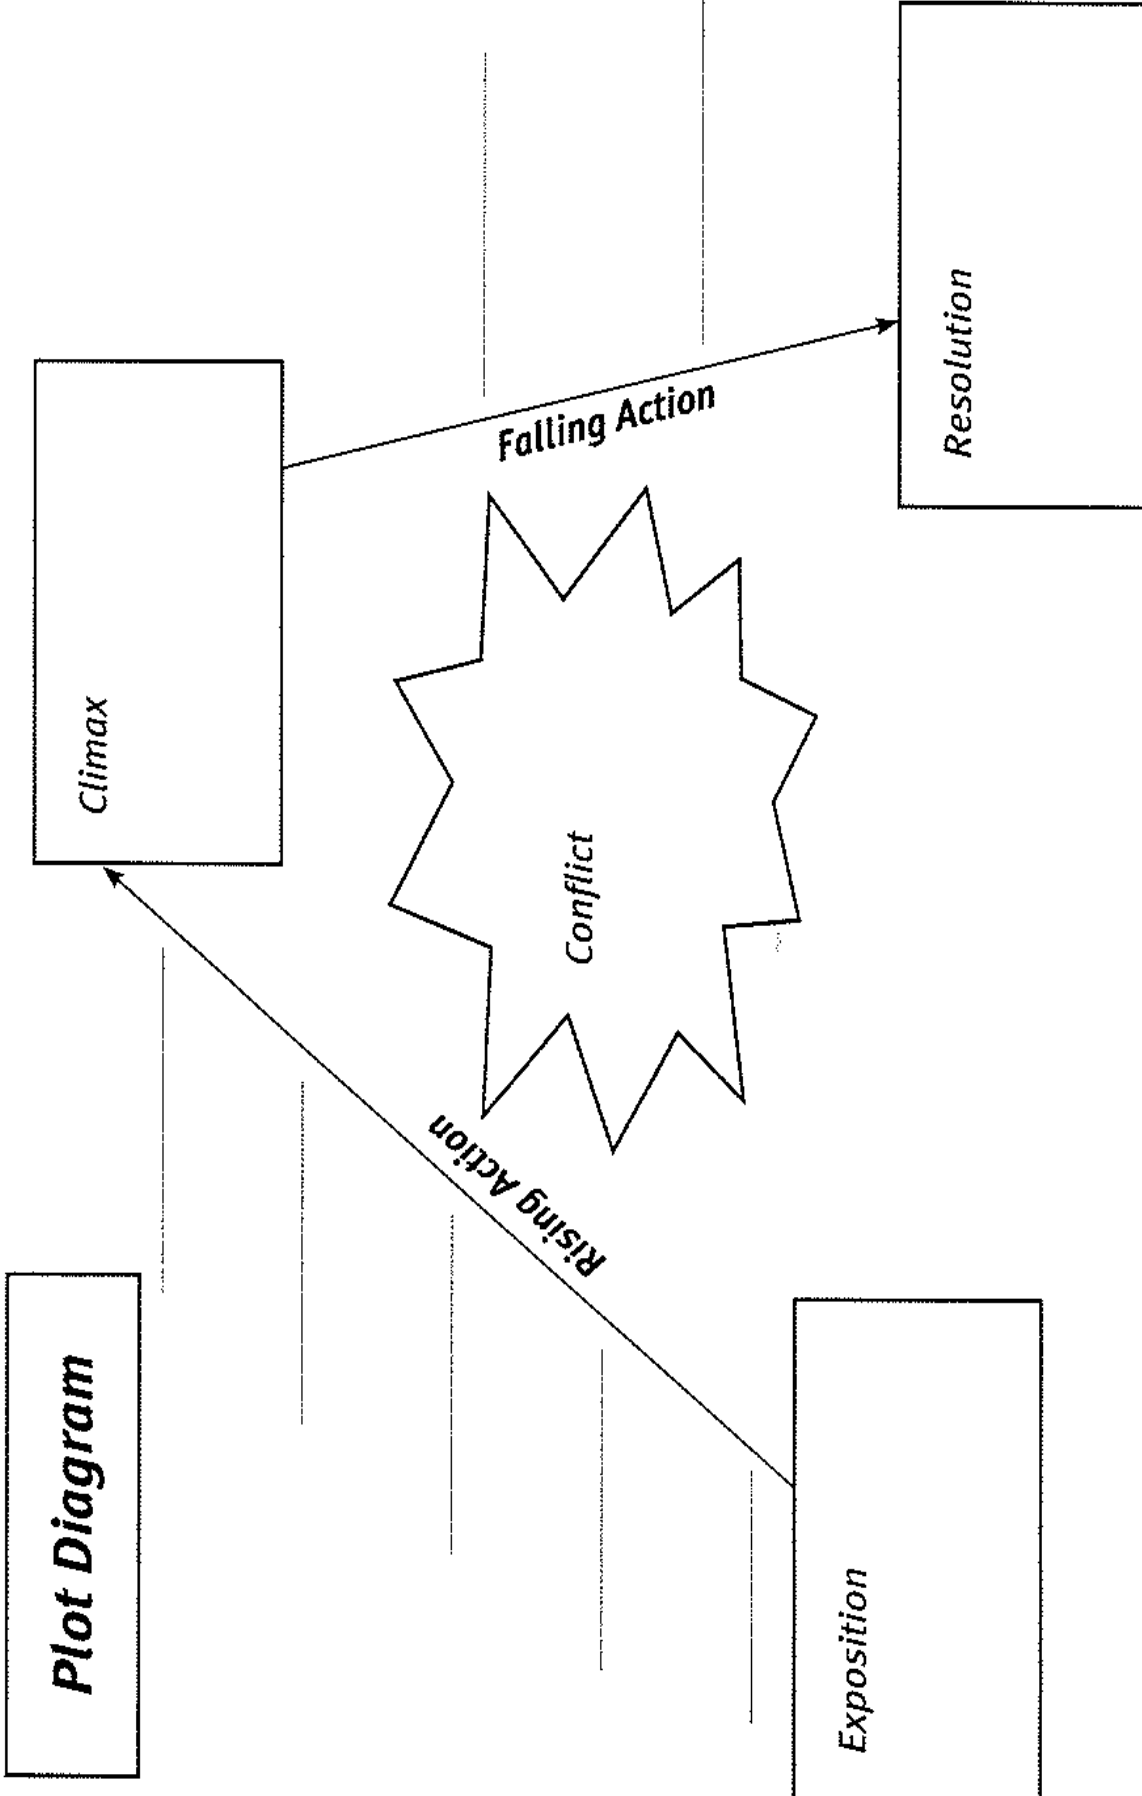 Plot Diagram
Climax
Rising Action
Falling Action
Conflict
Exposition
Resolution